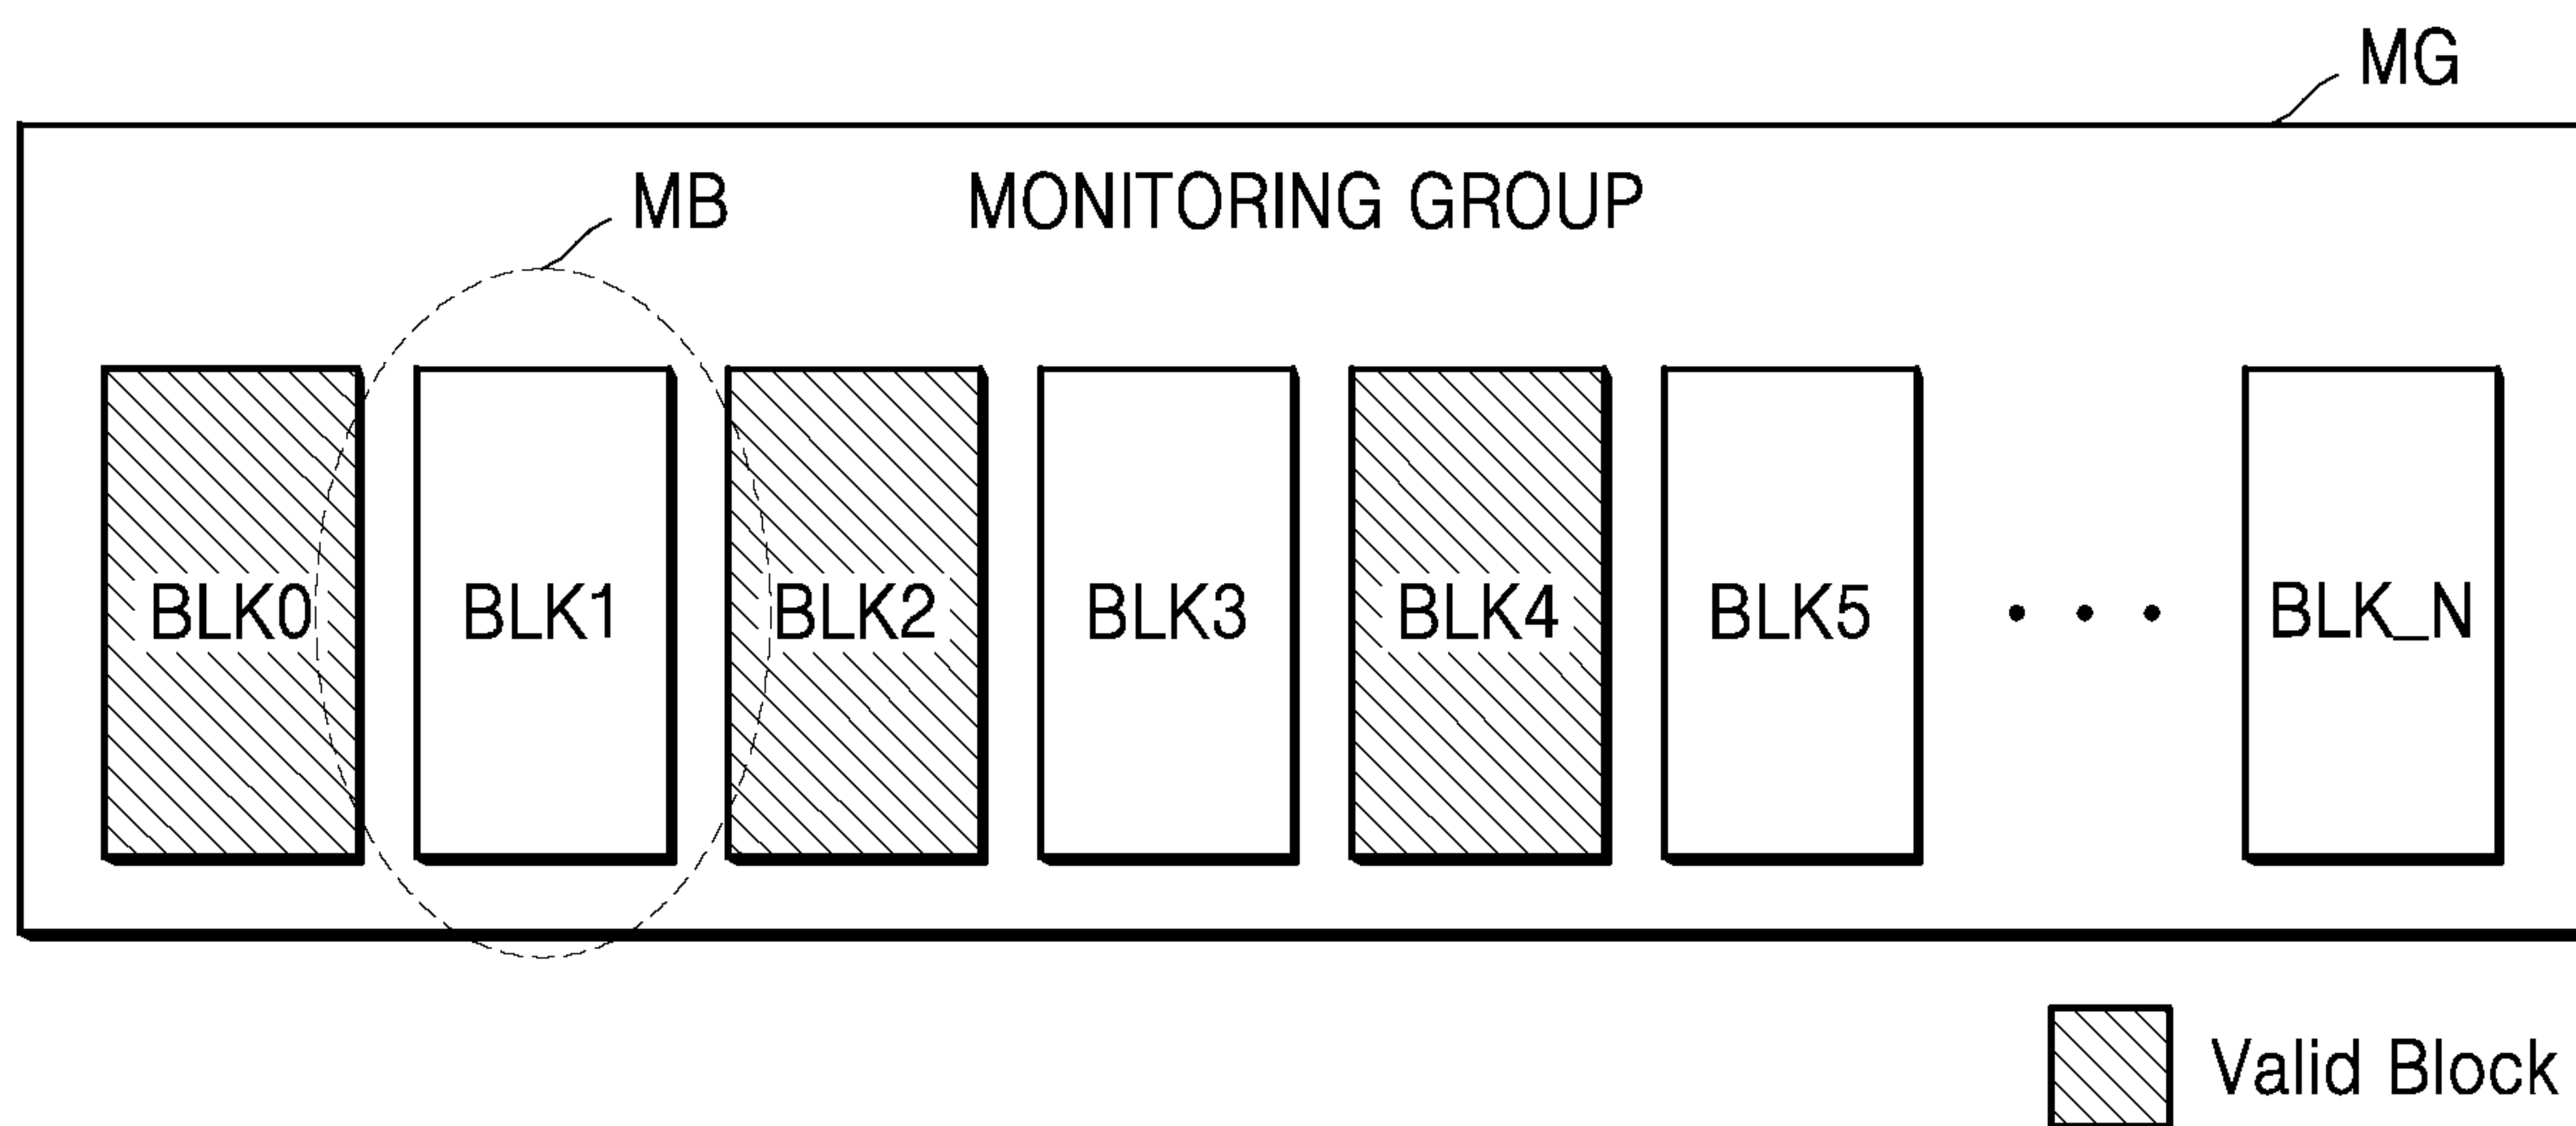 MG
MB MONITORING GROUP
BLK0 BLK1 BLK2 BLK3 BLK4 BLK5 • • • BLK_N
Valid Block